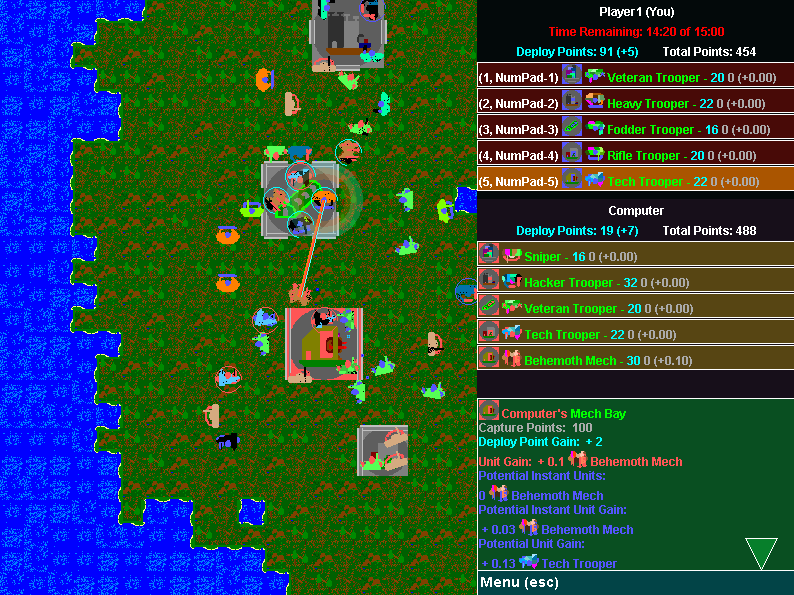 Player1 (You)
Time Remaining: 14:20 of 15:00
Deploy Points: 91 (+5) Total Points: 454
(1, NumPad-1) Veteran Trooper - 20 0 (+0.00)
(2, NumPad-2) Heavy Trooper - 22 0 (+0.00)
(3, NumPad-3) Fodder Trooper - 16 0 (+0.00)
(4, NumPad-4) Rifle Trooper - 20 0 (+0.00)
(5, NumPad-5) Tech Trooper - 22 0 (+0.00)
Computer
Deploy Points: 19 (+7) Total Points: 488
Sniper - 16 0 (+0.00)
Hacker Trooper - 32 0 (+0.00)
Veteran Trooper - 20 0 (+0.00)
Tech Trooper - 22 0 (+0.00)
Behemoth Mech - 30 0 (+0.10)
Computer's Mech Bay
Capture Points: 100
Deploy Point Gain: + 2
Unit Gain: + 0.1 Behemoth Mech
Potential Instant Units:
0 Behemoth Mech
Potential Instant Unit Gain:
+ 0.03 Behemoth Mech
Potential Unit Gain:
+ 0.13 Tech Trooper
Menu (esc)